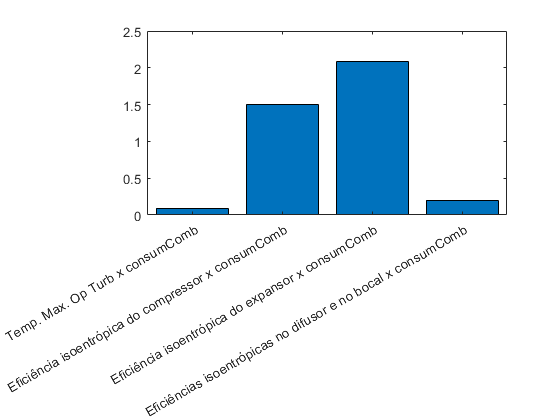 2.5
2
1.5
1
0.5
0
Temp. Max. Op Turb x consumComb
Eficiência isoentrópica do compressor x consumComb
Eficiência isoentrópica do expansor x consumComb
Eficiências isoentrópicas no difusor e no bocal x consumComb